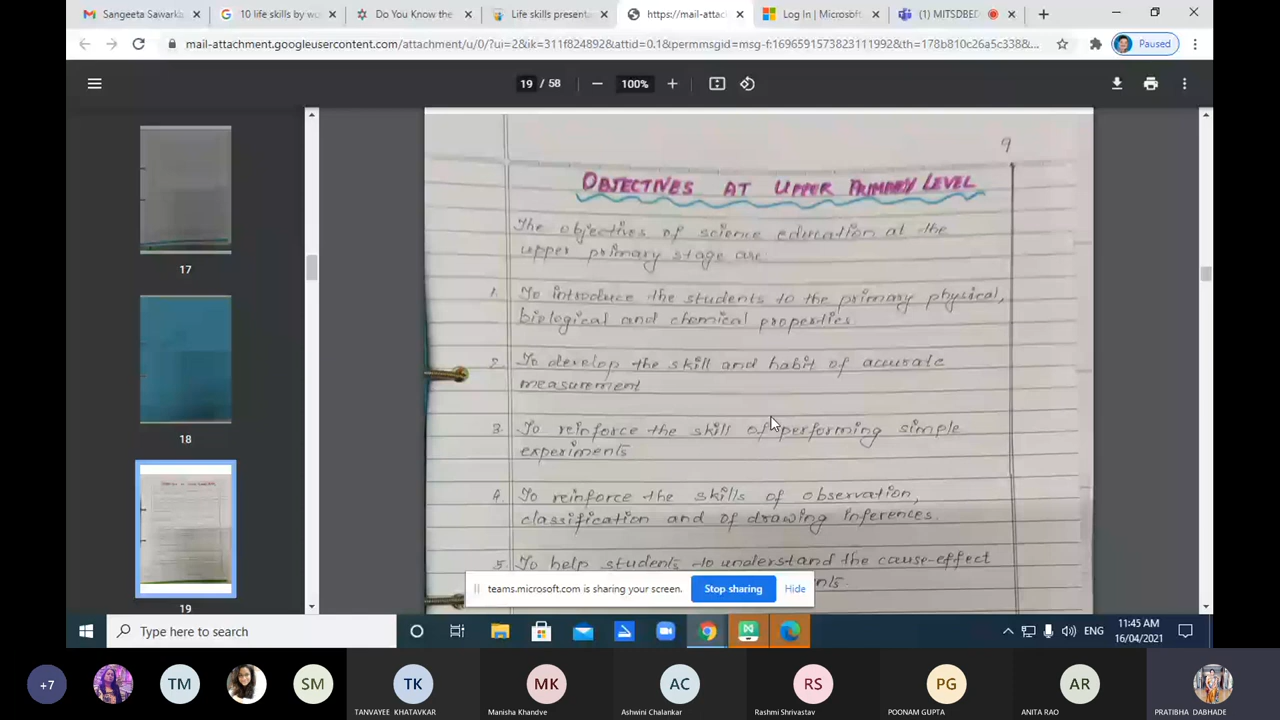 Sangeeta Sawarka
10 life skills by wo
Do You Know the
Life skills presenta
https://mail-attach
Log In | Microsoft
(1) MITSDBED
mail-attachment.googleusercontent.com/attachment/u/0/?ui=2&ik=311f824892&attid=0.1&permmsgid=msg-f:1696591573823111992&th=178b810c26a5c338&...
Paused
19 / 58
100%
17
18
19
9
OBJECTIVES AT UPPER PRIMARY LEVEL
The objectives of science education at the
upper primary stage are
1. To introduce the students to the primary physical,
biological and chemical properties.
2. To develop the skill and habit of accurate
measurement
3. To reinforce the skill of performing simple
experiments
4. To reinforce the skills of observation,
classification and of drawing inferences.
5. To help students to understand the cause-effect
teams.microsoft.com is sharing your screen.
Stop sharing
Hide
Type here to search
ENG
11:45 AM
16/04/2021
+7
TM
SM
TK
TANVAYEE KHATAVKAR
MK
Manisha Khandve
AC
Ashwini Chalankar
RS
Rashmi Shrivastav
PG
POONAM GUPTA
AR
ANITA RAO
PRATIBHA DABHADE